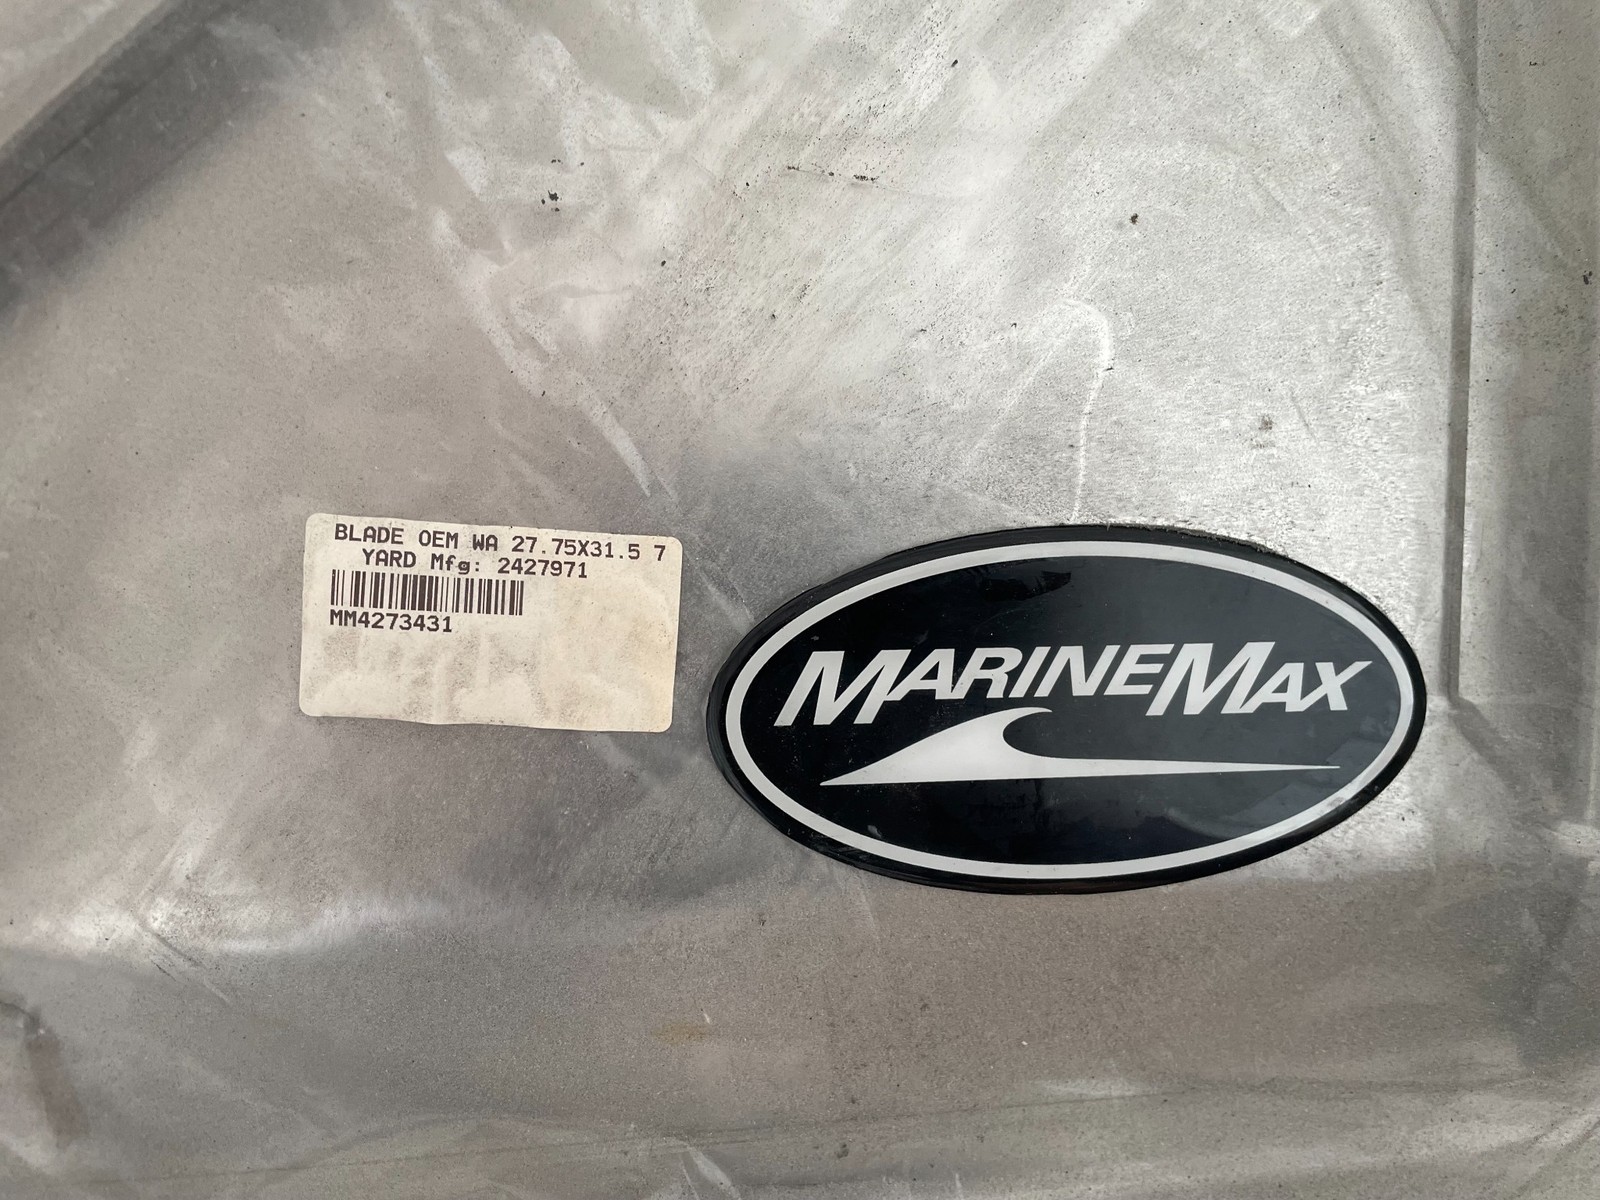 BLADE OEM WA 27.75X31.5 7
YARD Mfg: 2427971
MM4273431
MARINEMAX